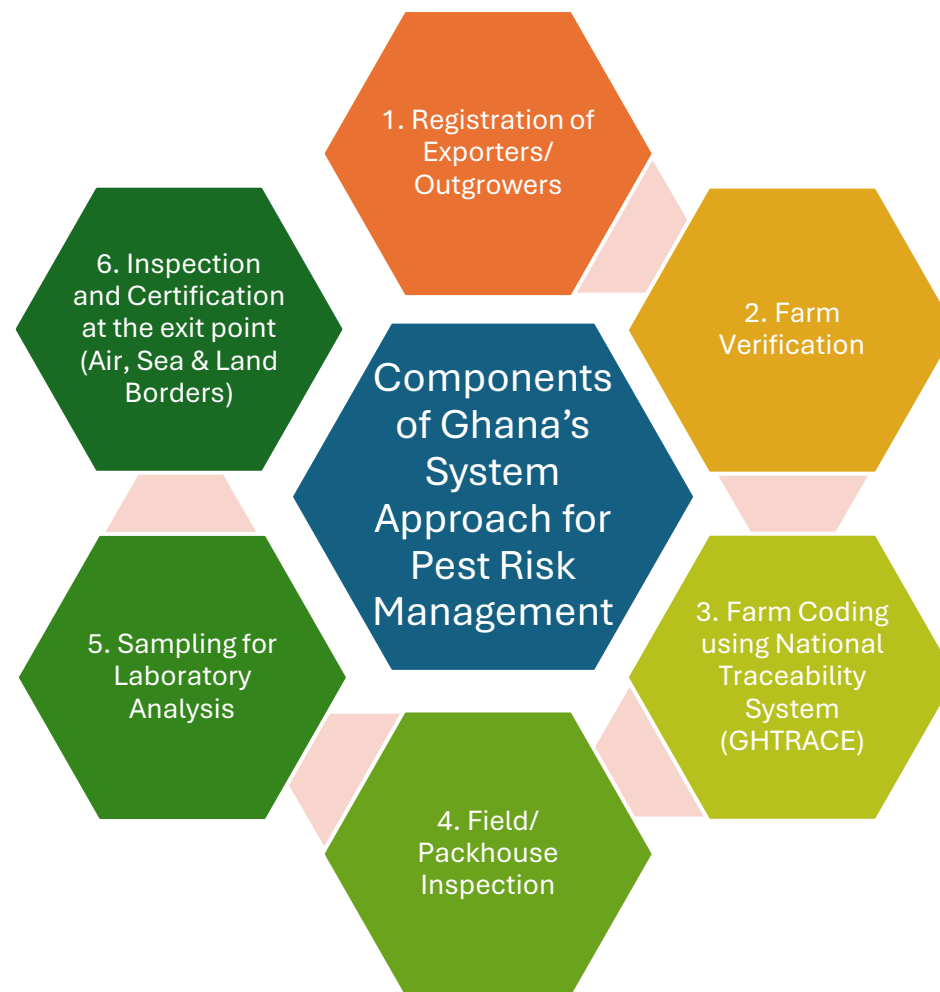 1. Registration of
Exporters/
Outgrowers
2. Farm
Verification
3. Farm Coding
using National
Traceability
System
(GHTRACE)
4. Field/
Packhouse
Inspection
5. Sampling for
Laboratory
Analysis
6. Inspection
and Certification
at the exit point
(Air, Sea & Land
Borders)
Components
of Ghana’s
System
Approach for
Pest Risk
Management